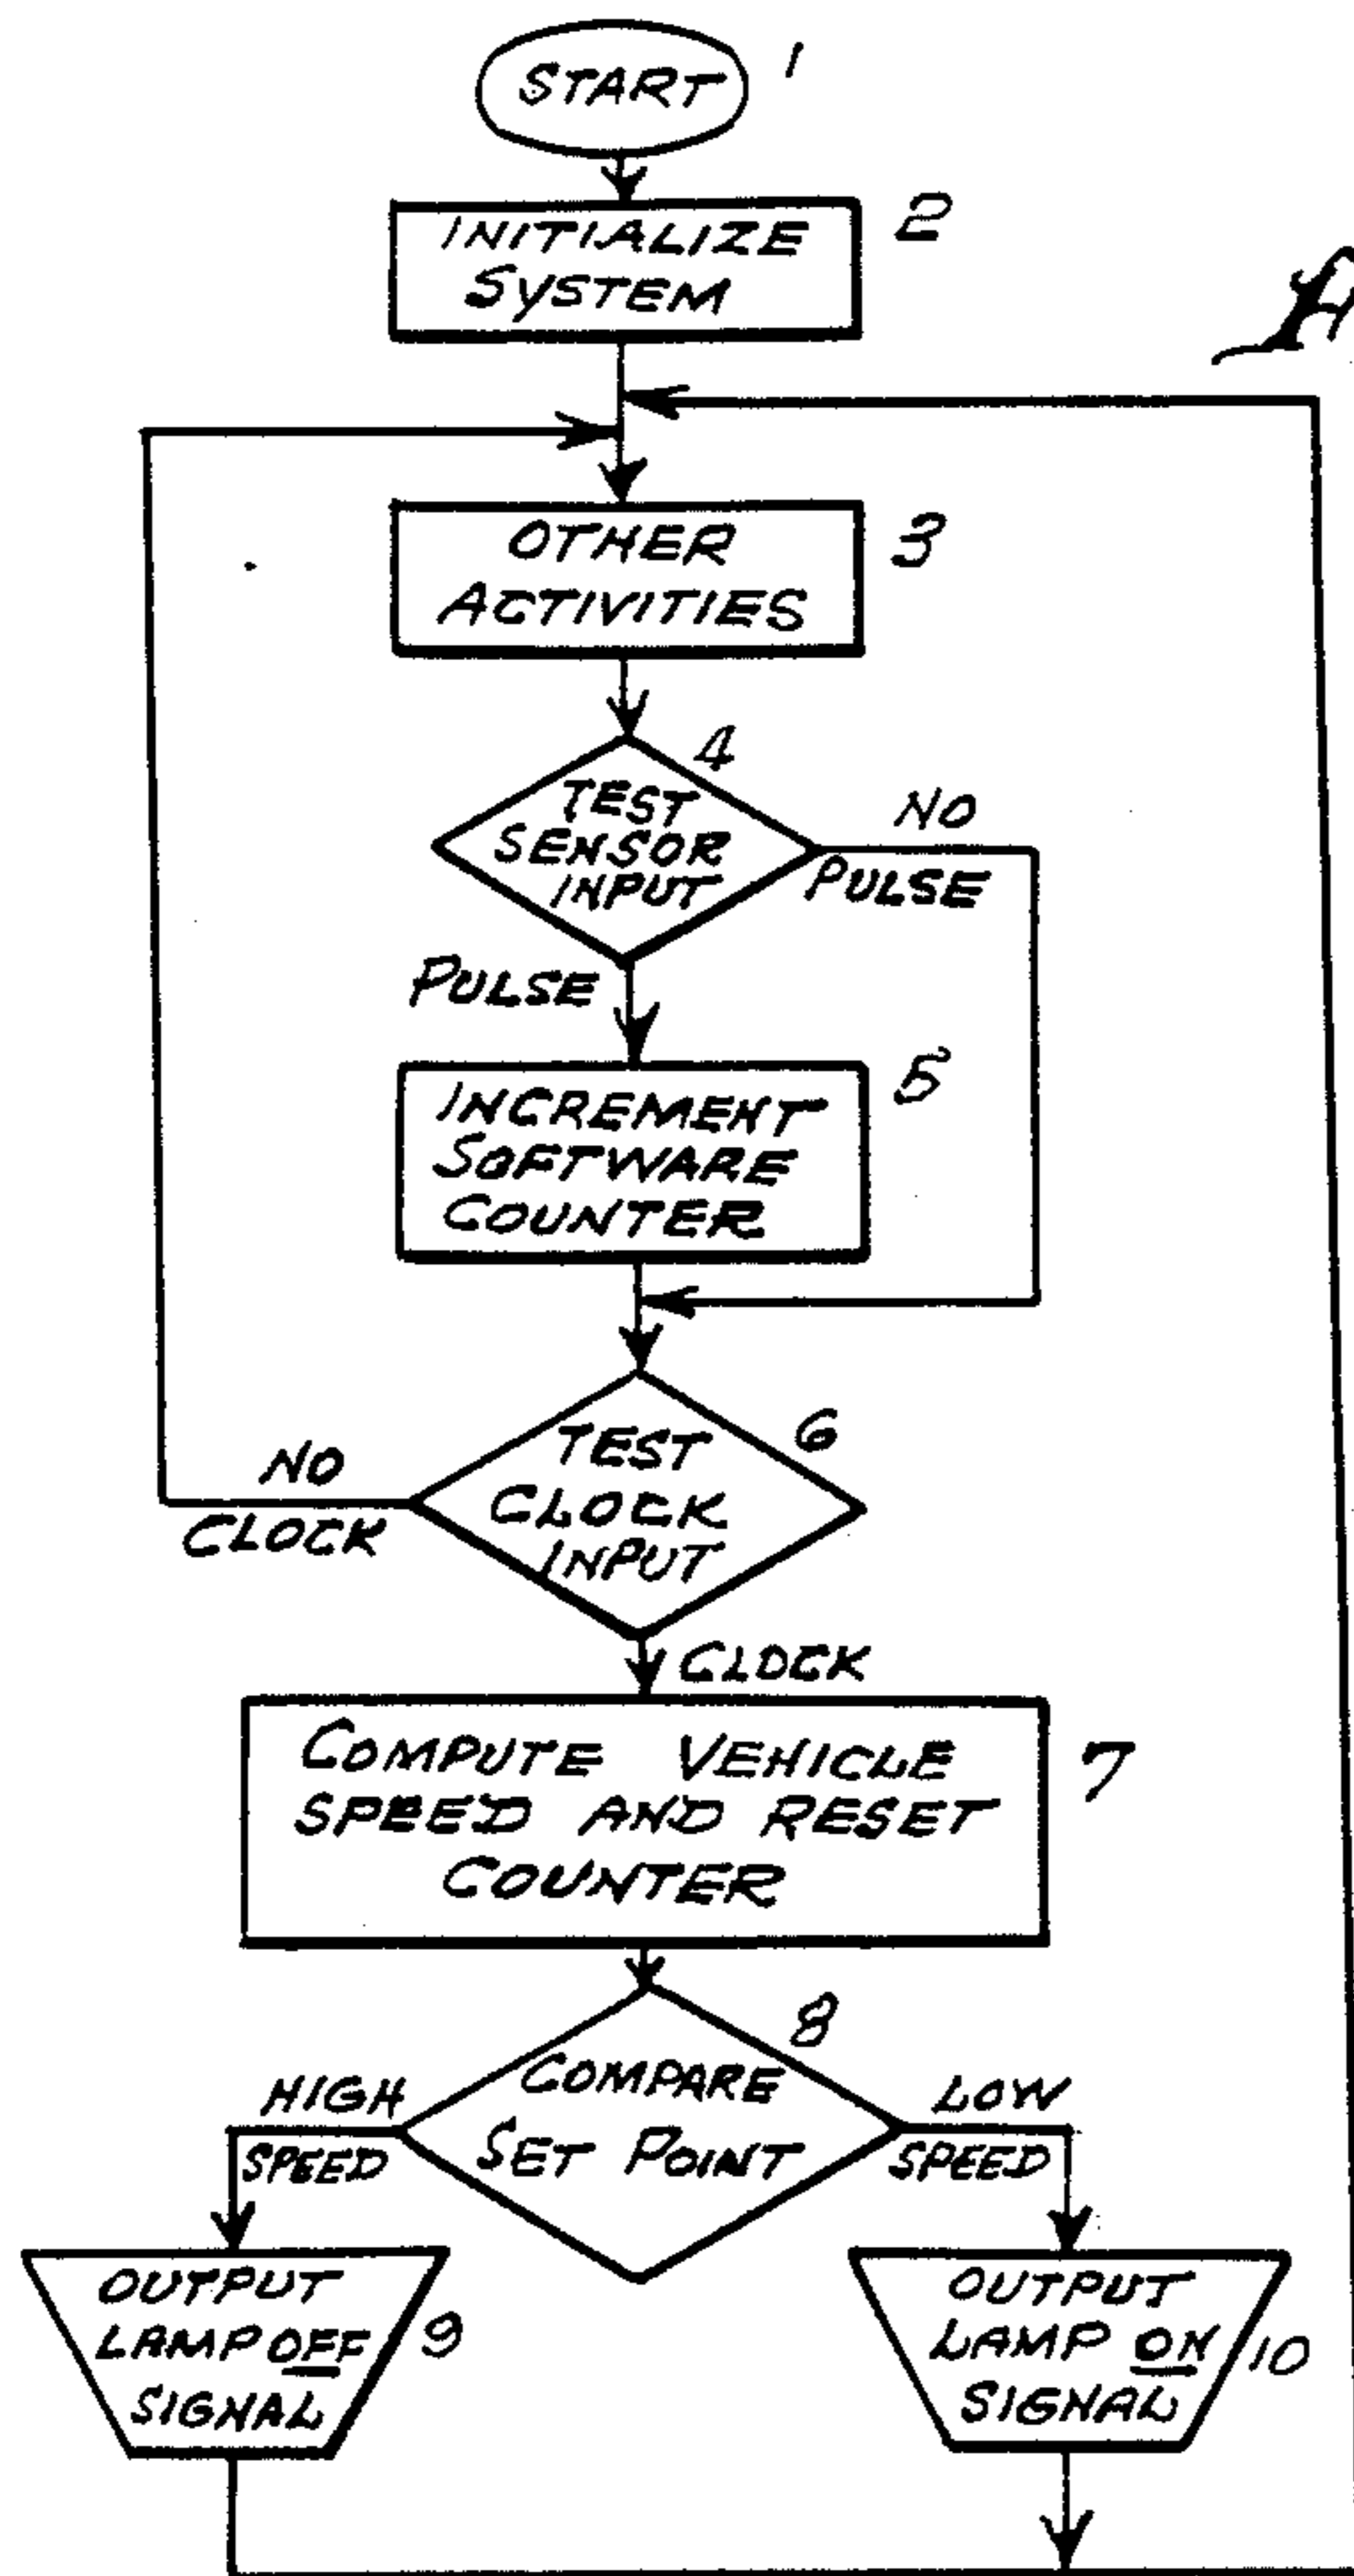 START
1
INITIALIZE
SYSTEM
2
OTHER
ACTIVITIES
3
4
TEST
SENSOR
INPUT
NO
PULSE
PULSE
INCREMENT
SOFTWARE
COUNTER
5
6
TEST
CLOCK
INPUT
NO
CLOCK
CLOCK
COMPUTE VEHICLE
SPEED AND RESET
COUNTER
7
8
COMPARE
SET POINT
HIGH
SPEED
LOW
SPEED
OUTPUT
LAMP OFF
SIGNAL
9
OUTPUT
LAMP ON
SIGNAL
10